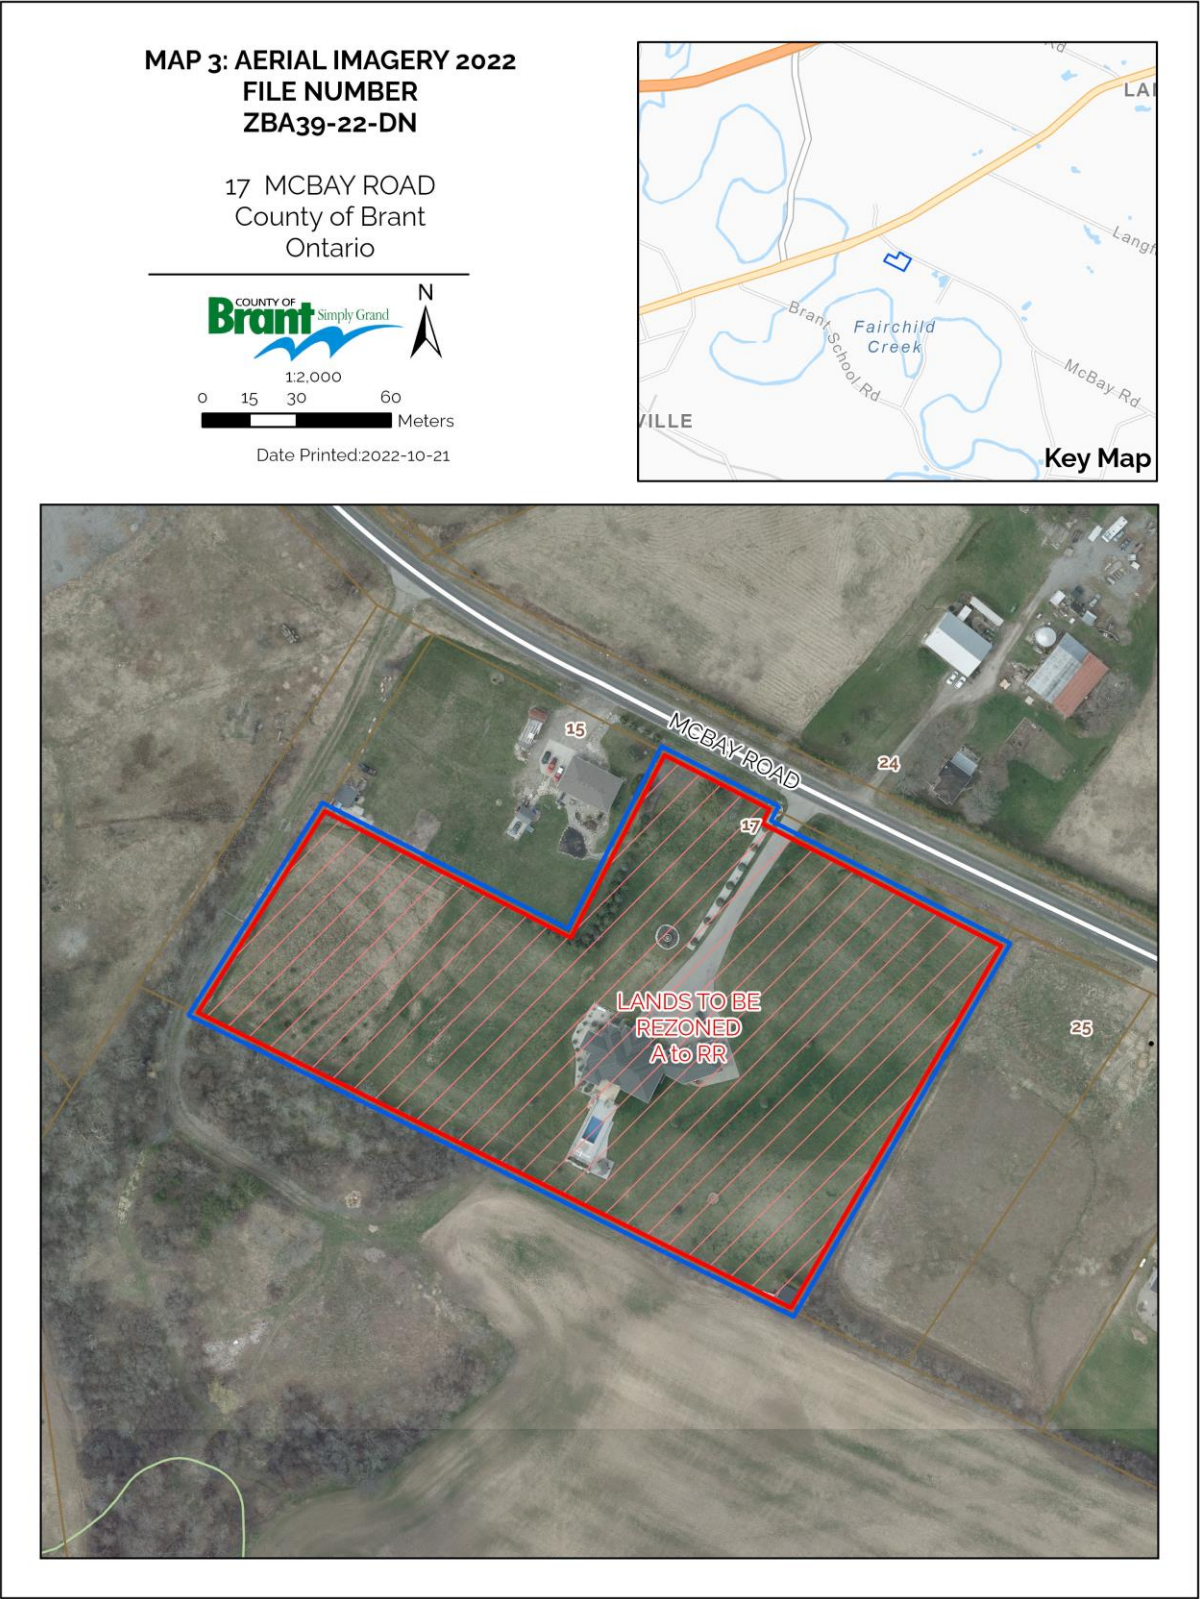 MAP 3: AERIAL IMAGERY 2022
FILE NUMBER
ZBA39-22-DN
17 MCBAY ROAD
County of Brant
Ontario
COUNTY OF
Brant Simply Grand
N
1:2,000
0 15 30 60
Meters
Date Printed:2022-10-21
Rd
LAN
Langf
Brant School Rd
Fairchild
Creek
McBay Rd
VILLE
Key Map
15
MCBAY ROAD
24
17
LANDS TO BE
REZONED
A to RR
25